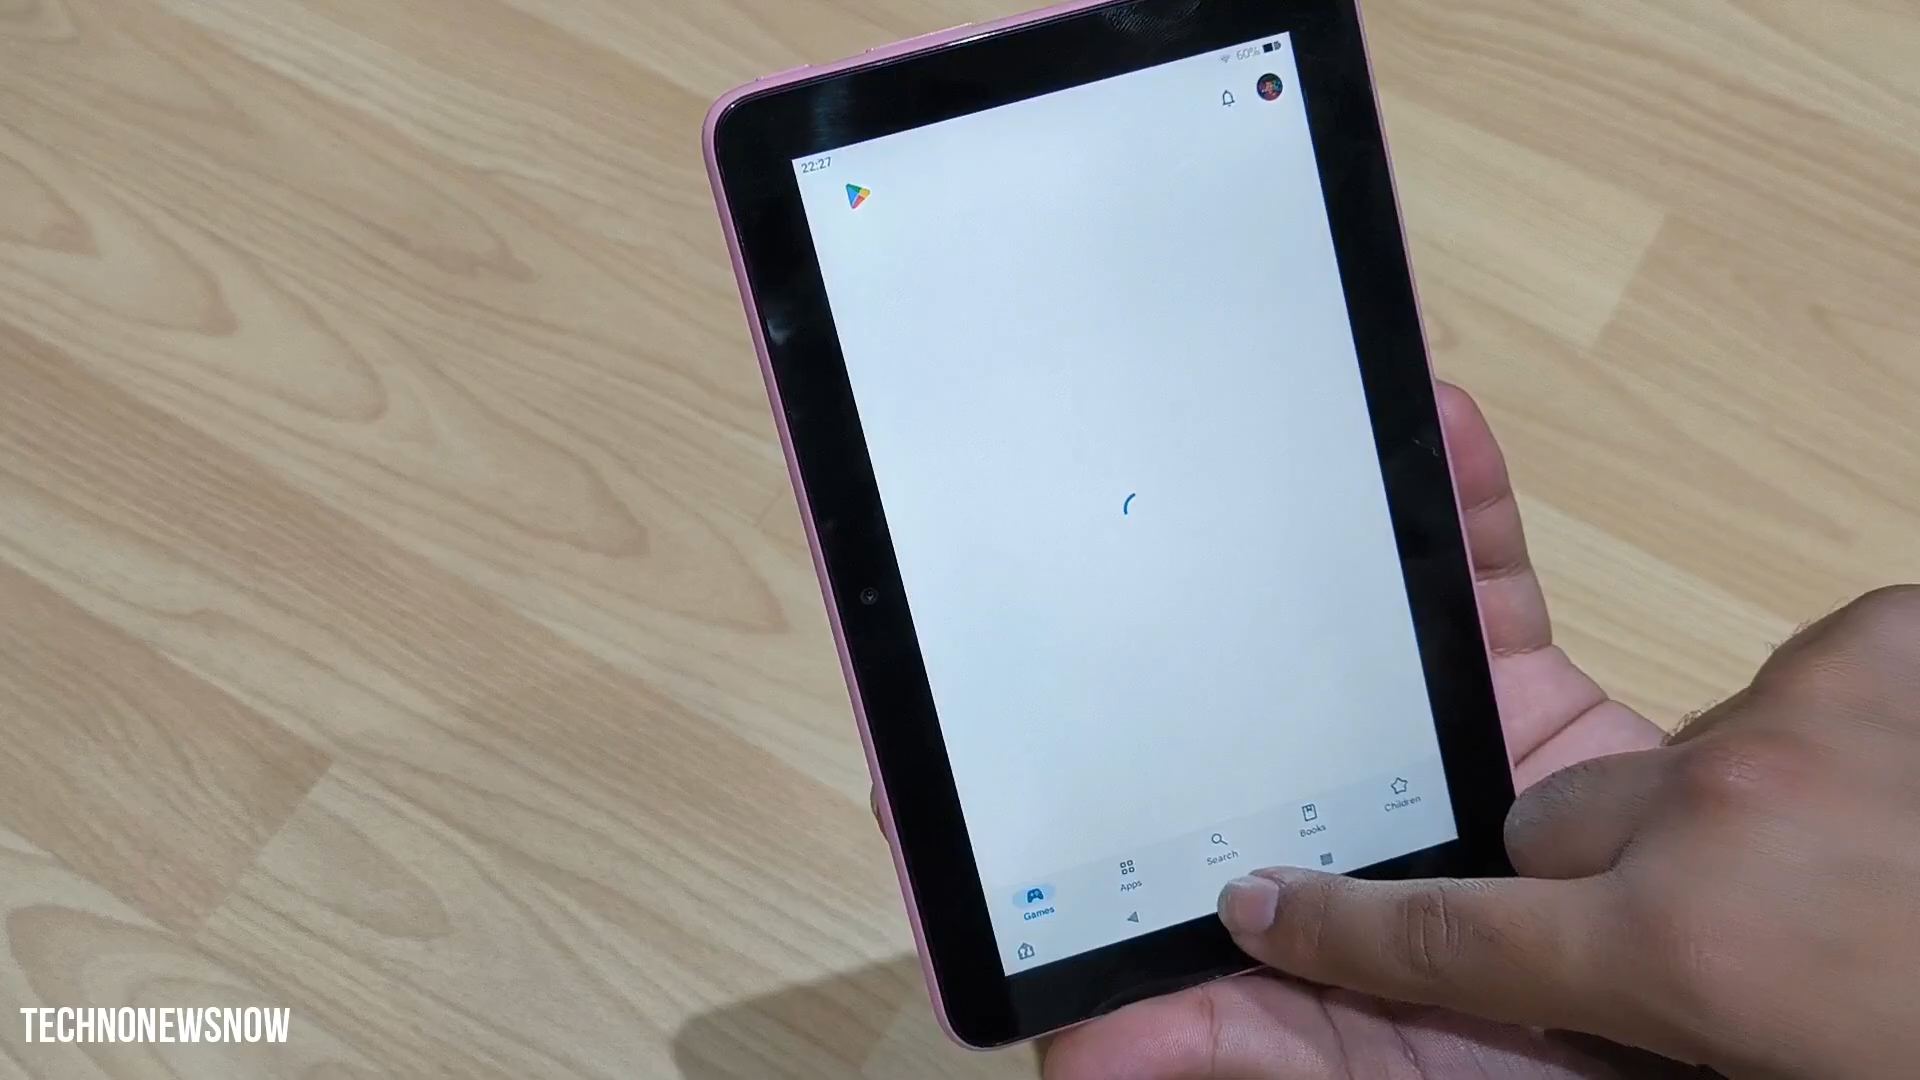 60%
22:27
Children
Books
Search
Apps
Games
TECHNONEWSNOW